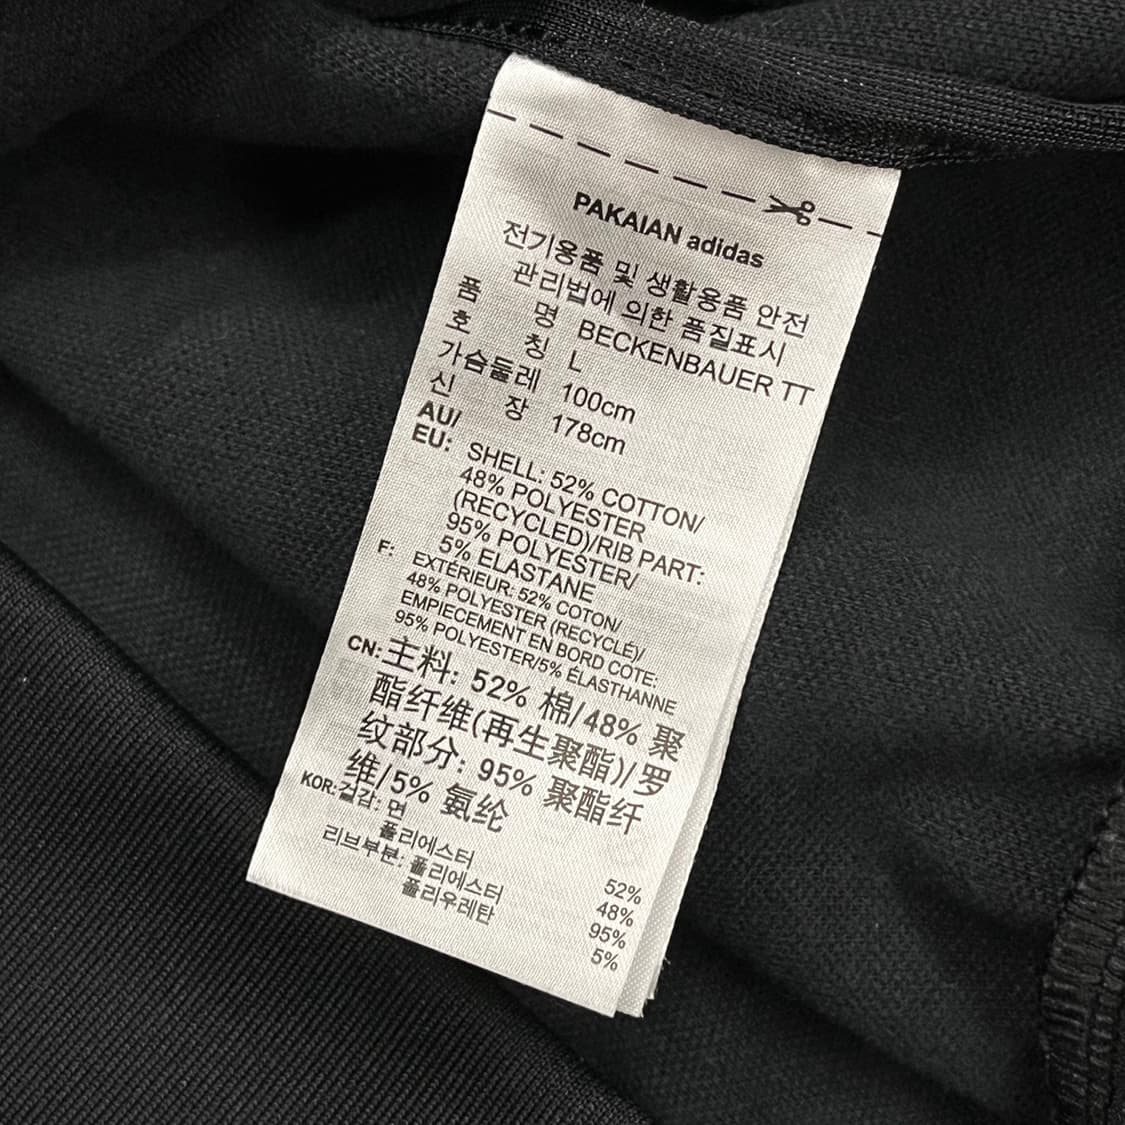 PAKAIAN adidas
전기용품 및 생활용품 안전
관리법에 의한 품질표시
품 명 BECKENBAUER TT
호 칭 L
가슴둘레 100cm
신 장 178cm
AU/
EU: SHELL: 52% COTTON/
48% POLYESTER
(RECYCLED)/RIB PART:
95% POLYESTER/
5% ELASTANE
F: EXTÉRIEUR: 52% COTON/
48% POLYESTER (RECYCLÉ)/
EMPIECEMENT EN BORD COTE:
95% POLYESTER/5% ÉLASTHANNE
CN: 主料: 52% 棉/48% 聚
酯纤维(再生聚酯)/罗
纹部分: 95% 聚酯纤
维/5% 氨纶
KOR: 겉감: 면 52%
폴리에스터 48%
리브부분: 폴리에스터 95%
폴리우레탄 5%